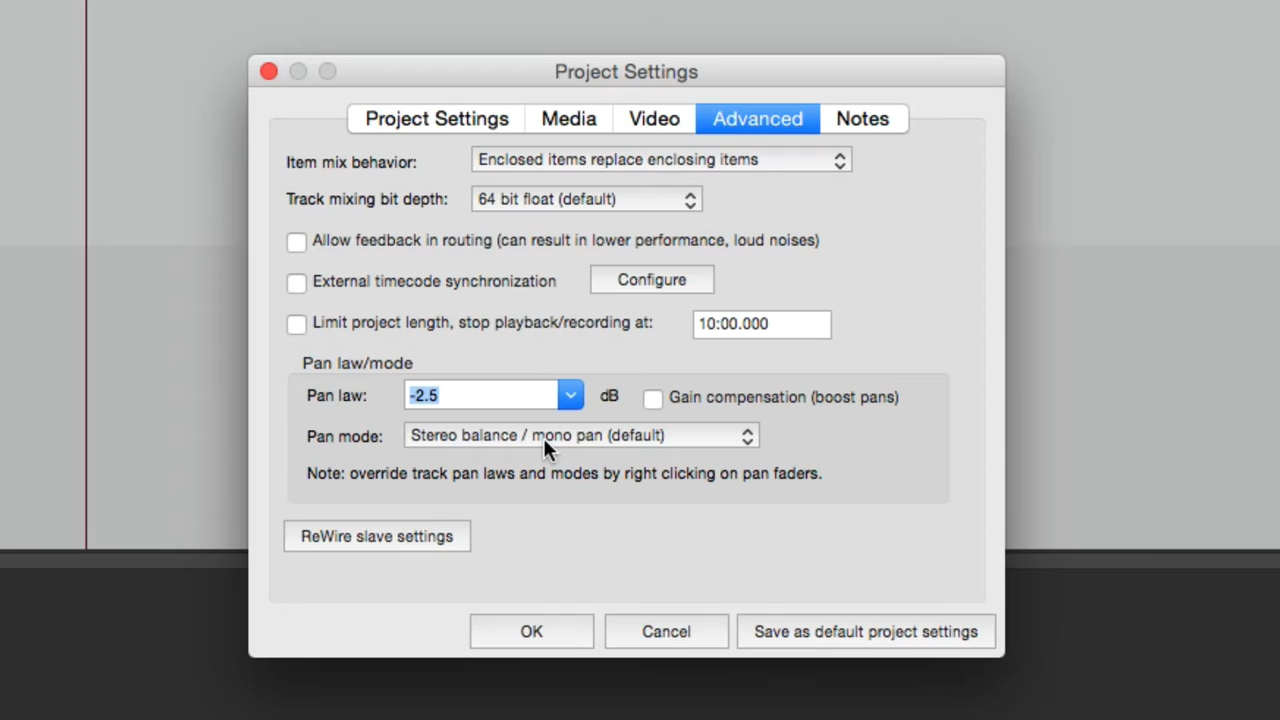 Project Settings
Project Settings Media Video Advanced Notes
Item mix behavior: Enclosed items replace enclosing items
Track mixing bit depth: 64 bit float (default)
Allow feedback in routing (can result in lower performance, loud noises)
External timecode synchronization Configure
Limit project length, stop playback/recording at: 10:00.000
Pan law/mode
Pan law: -2.5 dB Gain compensation (boost pans)
Pan mode: Stereo balance / mono pan (default)
Note: override track pan laws and modes by right clicking on pan faders.
ReWire slave settings
OK Cancel Save as default project settings